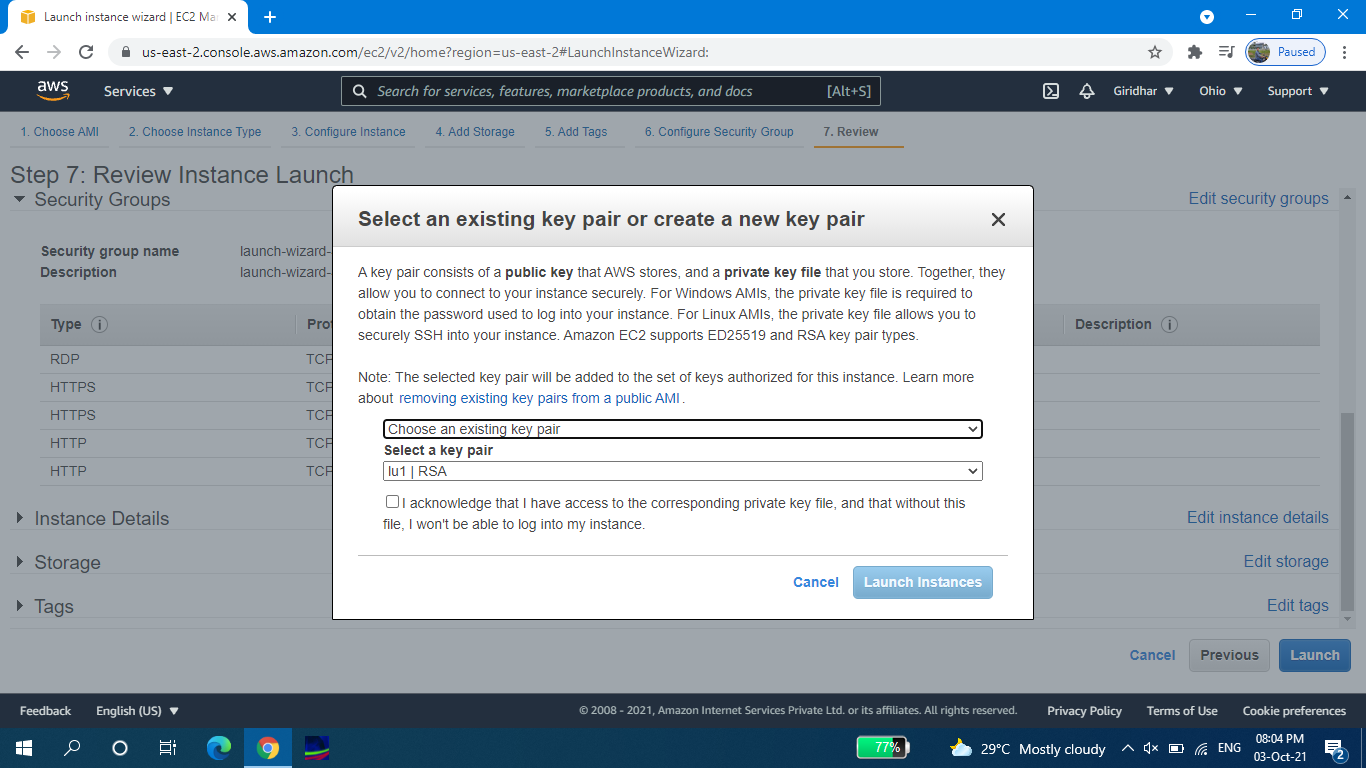 Launch instance wizard | EC2 Ma
us-east-2.console.aws.amazon.com/ec2/v2/home?region=us-east-2#LaunchInstanceWizard:
Paused
aws
Services
Search for services, features, marketplace products, and docs
[Alt+S]
Giridhar
Ohio
Support
1. Choose AMI
2. Choose Instance Type
3. Configure Instance
4. Add Storage
5. Add Tags
6. Configure Security Group
7. Review
Step 7: Review Instance Launch
Security Groups
Edit security groups
Security group name
launch-wizard-
Description
launch-wizard-
Type
Pro
Description
RDP
TCP
HTTPS
TCP
HTTPS
TCP
HTTP
TCP
HTTP
TCP
Instance Details
Edit instance details
Storage
Edit storage
Tags
Edit tags
Select an existing key pair or create a new key pair
A key pair consists of a public key that AWS stores, and a private key file that you store. Together, they
allow you to connect to your instance securely. For Windows AMIs, the private key file is required to
obtain the password used to log into your instance. For Linux AMIs, the private key file allows you to
securely SSH into your instance. Amazon EC2 supports ED25519 and RSA key pair types.
Note: The selected key pair will be added to the set of keys authorized for this instance. Learn more
about removing existing key pairs from a public AMI .
Choose an existing key pair
Select a key pair
lu1 | RSA
I acknowledge that I have access to the corresponding private key file, and that without this
file, I won't be able to log into my instance.
Cancel
Launch Instances
Cancel
Previous
Launch
Feedback
English (US)
© 2008 - 2021, Amazon Internet Services Private Ltd. or its affiliates. All rights reserved.
Privacy Policy
Terms of Use
Cookie preferences
77%
29°C Mostly cloudy
ENG
08:04 PM
03-Oct-21
2